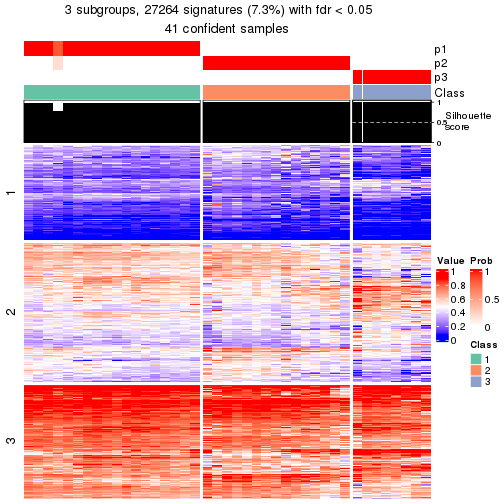 3 subgroups, 27264 signatures (7.3%) with fdr < 0.05
41 confident samples
p1
p2
p3
Class
1
0.5
0
Silhouette
score
1
2
3
Value
1
0.8
0.6
0.4
0.2
0
Prob
1
0.5
0
Class
1
2
3